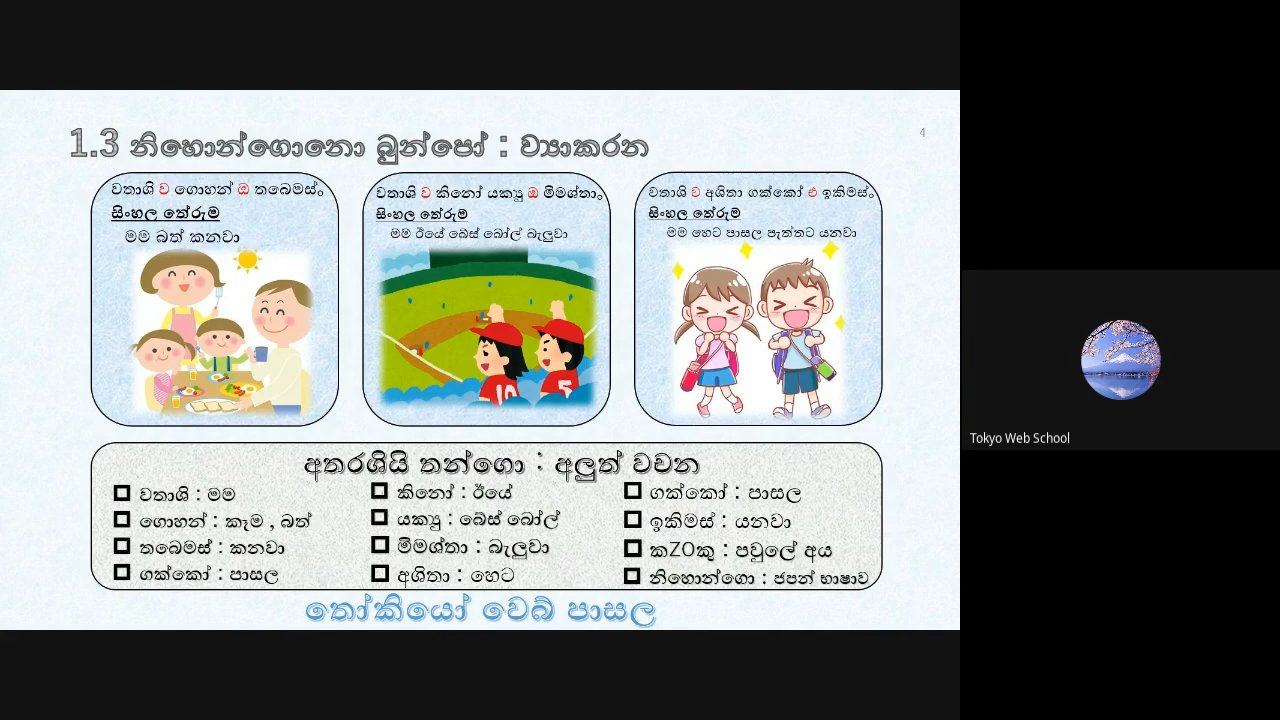 1.3 නිහොන්ගොනො බුන්පෝ : ව්‍යාකරන
4
වතාශි ව ගොහන් ඔ තබෙමස්.
සිංහල තේරුම
මම බත් කනවා
වතාශි ව කිනෝ යක්‍යු ඔ මීමශ්තා.
සිංහල තේරුම
මම ඊයේ බේස් බෝල් බැලුවා
වතාශි ව අශිතා ගක්කෝ එ ඉකිමස්.
සිංහල තේරුම
මම හෙට පාසල පැත්තට යනවා
අතරශියි තන්ගො : අලුත් වචන
වතාශි : මම
ගොහන් : කෑම , බත්
තබෙමස් : කනවා
ගක්කෝ : පාසල
කිනෝ : ඊයේ
යක්‍යු : බේස් බෝල්
මීමශ්තා : බැලුවා
අශිතා : හෙට
ගක්කෝ : පාසල
ඉකිමස් : යනවා
කZOකු : පවුලේ අය
නිහොන්ගො : ජපන් භාෂාව
තෝකියෝ වෙබ් පාසල
Tokyo Web School